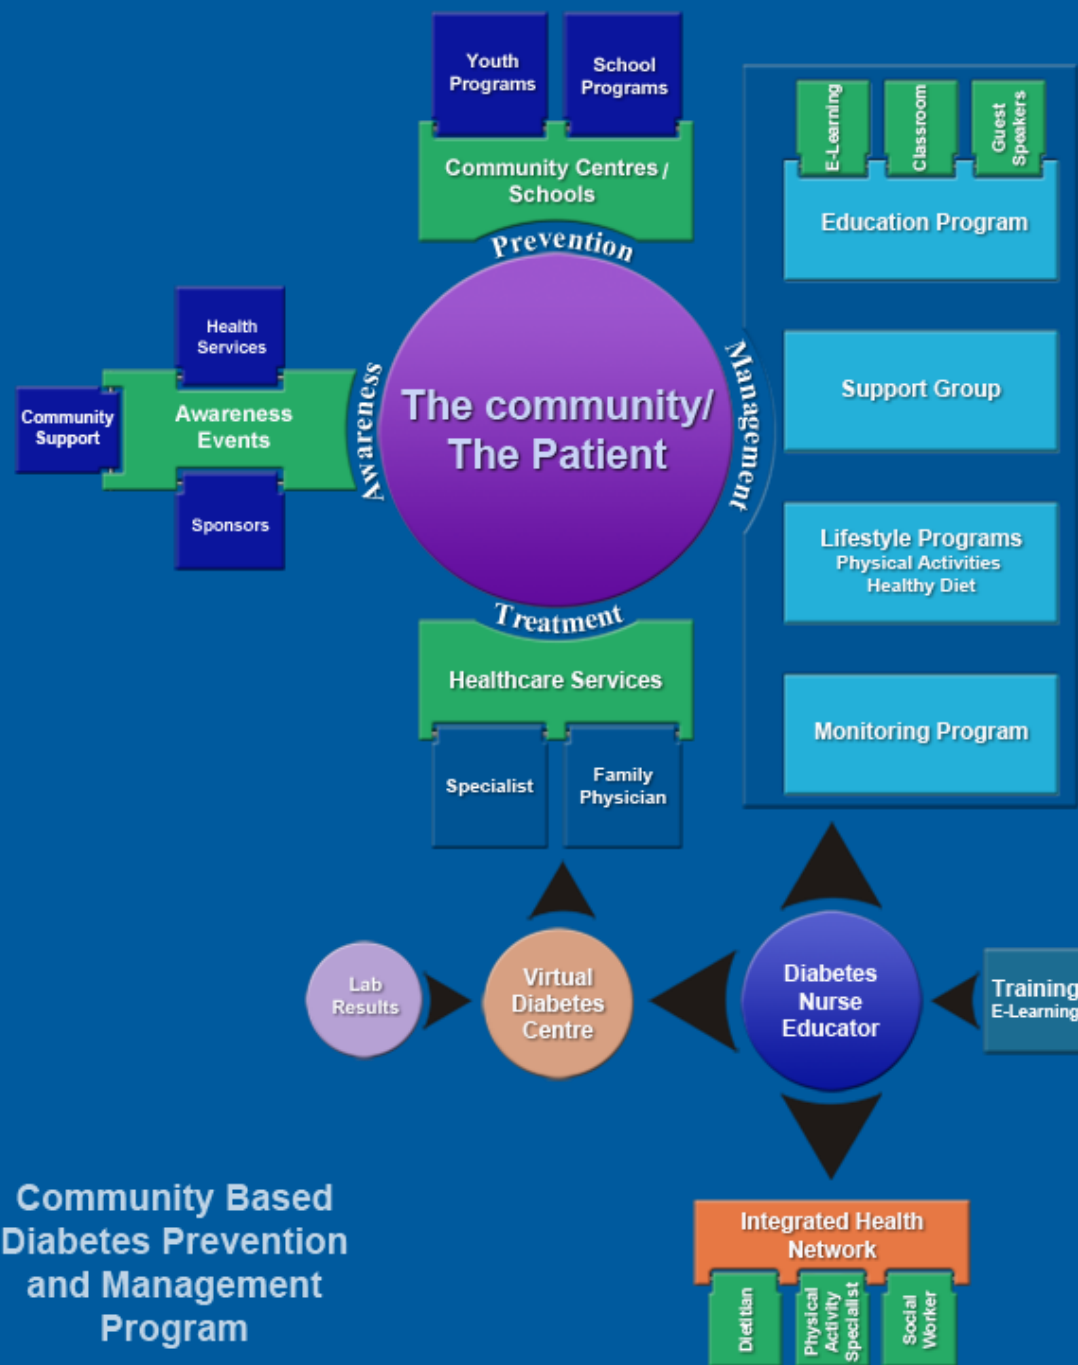 Youth
Programs
School
Programs
Community Centres /
Schools
Prevention
E-Learning
Classroom
Guest
Speakers
Education Program
Health
Services
Community
Support
Awareness
Events
Sponsors
Awareness
The community/
The Patient
Management
Support Group
Lifestyle Programs
Physical Activities
Healthy Diet
Treatment
Healthcare Services
Specialist
Family
Physician
Monitoring Program
Lab
Results
Virtual
Diabetes
Centre
Diabetes
Nurse
Educator
Training
E-Learning
Community Based
Diabetes Prevention
and Management
Program
Integrated Health
Network
Dietitian
Physical
Activity
Specialist
Social
Worker